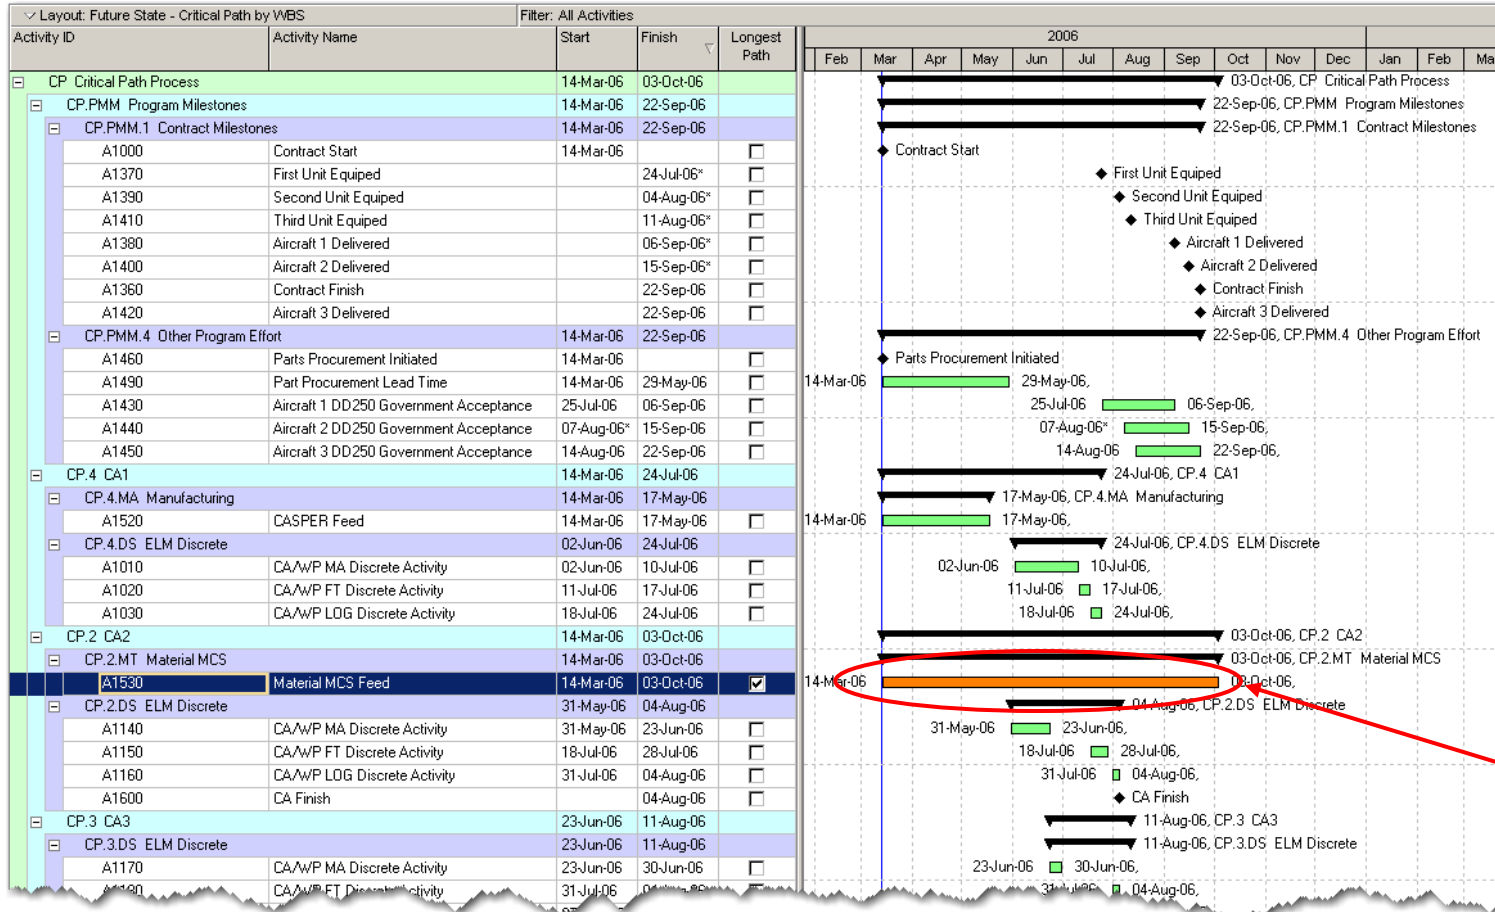 Layout: Future State - Critical Path by WBS Filter: All Activities
Activity ID Activity Name Start Finish Longest Path 2006
Feb Mar Apr May Jun Jul Aug Sep Oct Nov Dec Jan Feb Ma
CP Critical Path Process 14-Mar-06 03-Oct-06 03-Oct-06, CP Critical Path Process
CP.PMM Program Milestones 14-Mar-06 22-Sep-06 22-Sep-06, CP.PMM Program Milestones
CP.PMM.1 Contract Milestones 14-Mar-06 22-Sep-06 22-Sep-06, CP.PMM.1 Contract Milestones
A1000 Contract Start 14-Mar-06 Contract Start
A1370 First Unit Equiped 24-Jul-06* First Unit Equiped
A1390 Second Unit Equiped 04-Aug-06* Second Unit Equiped
A1410 Third Unit Equiped 11-Aug-06* Third Unit Equiped
A1380 Aircraft 1 Delivered 06-Sep-06* Aircraft 1 Delivered
A1400 Aircraft 2 Delivered 15-Sep-06* Aircraft 2 Delivered
A1360 Contract Finish 22-Sep-06 Contract Finish
A1420 Aircraft 3 Delivered 22-Sep-06 Aircraft 3 Delivered
CP.PMM.4 Other Program Effort 14-Mar-06 22-Sep-06 22-Sep-06, CP.PMM.4 Other Program Effort
A1460 Parts Procurement Initiated 14-Mar-06 Parts Procurement Initiated
A1490 Part Procurement Lead Time 14-Mar-06 29-May-06 14-Mar-06 29-May-06,
A1430 Aircraft 1 DD250 Government Acceptance 25-Jul-06 06-Sep-06 25-Jul-06 06-Sep-06,
A1440 Aircraft 2 DD250 Government Acceptance 07-Aug-06* 15-Sep-06 07-Aug-06* 15-Sep-06,
A1450 Aircraft 3 DD250 Government Acceptance 14-Aug-06 22-Sep-06 14-Aug-06 22-Sep-06,
CP.4 CA1 14-Mar-06 24-Jul-06 24-Jul-06, CP.4 CA1
CP.4.MA Manufacturing 14-Mar-06 17-May-06 17-May-06, CP.4.MA Manufacturing
A1520 CASPER Feed 14-Mar-06 17-May-06 14-Mar-06 17-May-06,
CP.4.DS ELM Discrete 02-Jun-06 24-Jul-06 24-Jul-06, CP.4.DS ELM Discrete
A1010 CA/WP MA Discrete Activity 02-Jun-06 10-Jul-06 02-Jun-06 10-Jul-06,
A1020 CA/WP FT Discrete Activity 11-Jul-06 17-Jul-06 11-Jul-06 17-Jul-06,
A1030 CA/WP LOG Discrete Activity 18-Jul-06 24-Jul-06 18-Jul-06 24-Jul-06,
CP.2 CA2 14-Mar-06 03-Oct-06 03-Oct-06, CP.2 CA2
CP.2.MT Material MCS 14-Mar-06 03-Oct-06 03-Oct-06, CP.2.MT Material MCS
A1530 Material MCS Feed 14-Mar-06 03-Oct-06 14-Mar-06 03-Oct-06,
CP.2.DS ELM Discrete 31-May-06 04-Aug-06 04-Aug-06, CP.2.DS ELM Discrete
A1140 CA/WP MA Discrete Activity 31-May-06 23-Jun-06 31-May-06 23-Jun-06,
A1150 CA/WP FT Discrete Activity 18-Jul-06 28-Jul-06 18-Jul-06 28-Jul-06,
A1160 CA/WP LOG Discrete Activity 31-Jul-06 04-Aug-06 31-Jul-06 04-Aug-06,
A1600 CA Finish 04-Aug-06 CA Finish
CP.3 CA3 23-Jun-06 11-Aug-06 11-Aug-06, CP.3 CA3
CP.3.DS ELM Discrete 23-Jun-06 11-Aug-06 11-Aug-06, CP.3.DS ELM Discrete
A1170 CA/WP MA Discrete Activity 23-Jun-06 30-Jun-06 23-Jun-06 30-Jun-06,
CA/WP FT Discrete Activity 31-Jul-06 04-Aug-06,